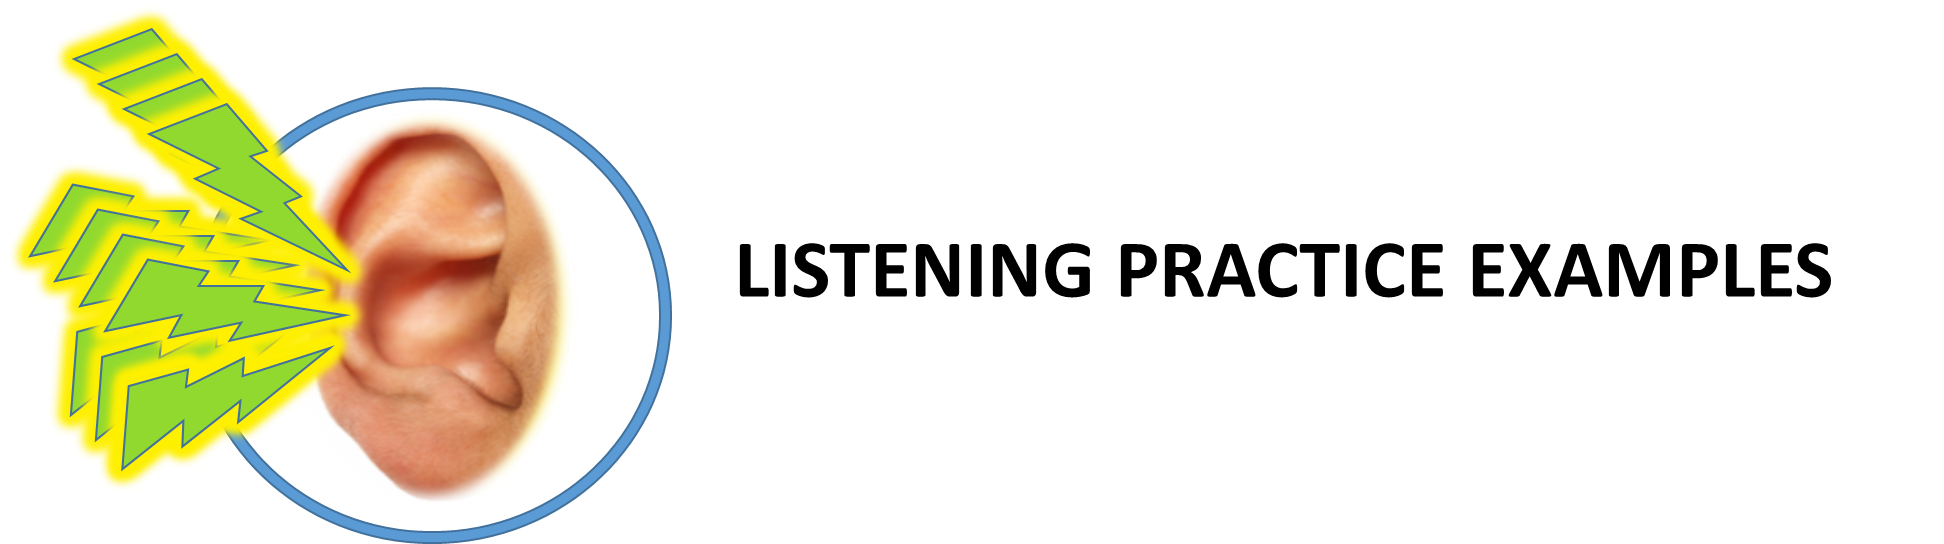 LISTENING PRACTICE EXAMPLES